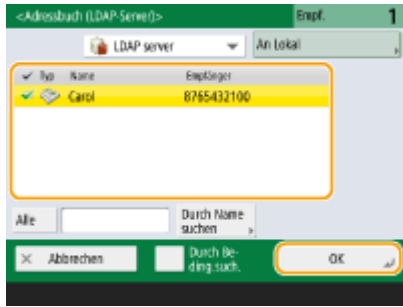 <Adressbuch (LDAP-Server)> Empf. 1
LDAP server An Lokal
Typ Name Empfänger
Carol 8765432100
Alle Durch Name
suchen
Abbrechen Durch Be-
ding.such. OK